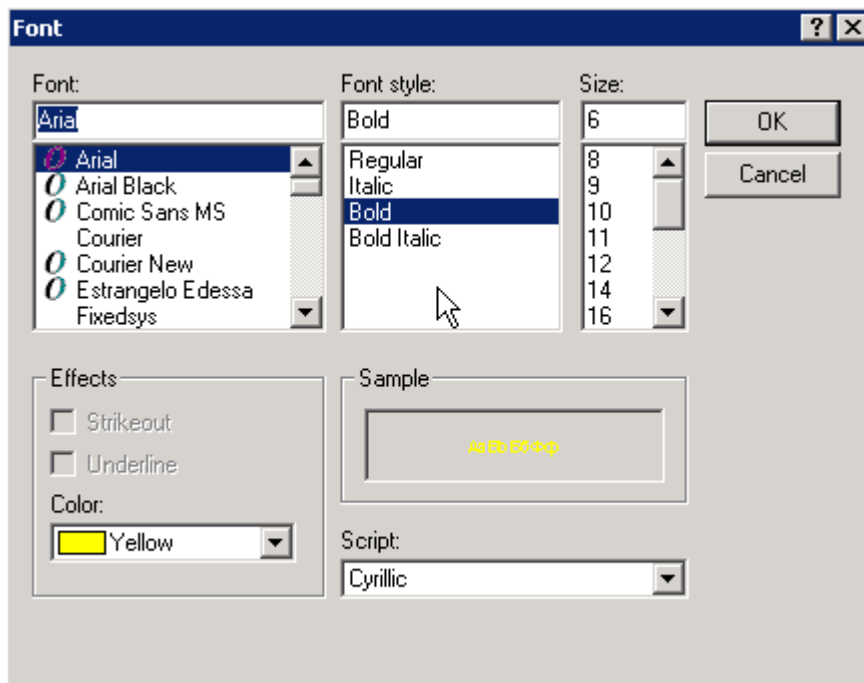 Font
Font: Font style: Size:
Arial Bold 6 OK
Arial Regular 8 Cancel
Arial Black Italic 9
Comic Sans MS Bold 10
Courier Bold Italic 11
Courier New 12
Estrangelo Edessa 14
Fixedsys 16
Effects Sample
Strikeout
AaBbБбФф
Underline
Color:
Yellow Script:
Cyrillic